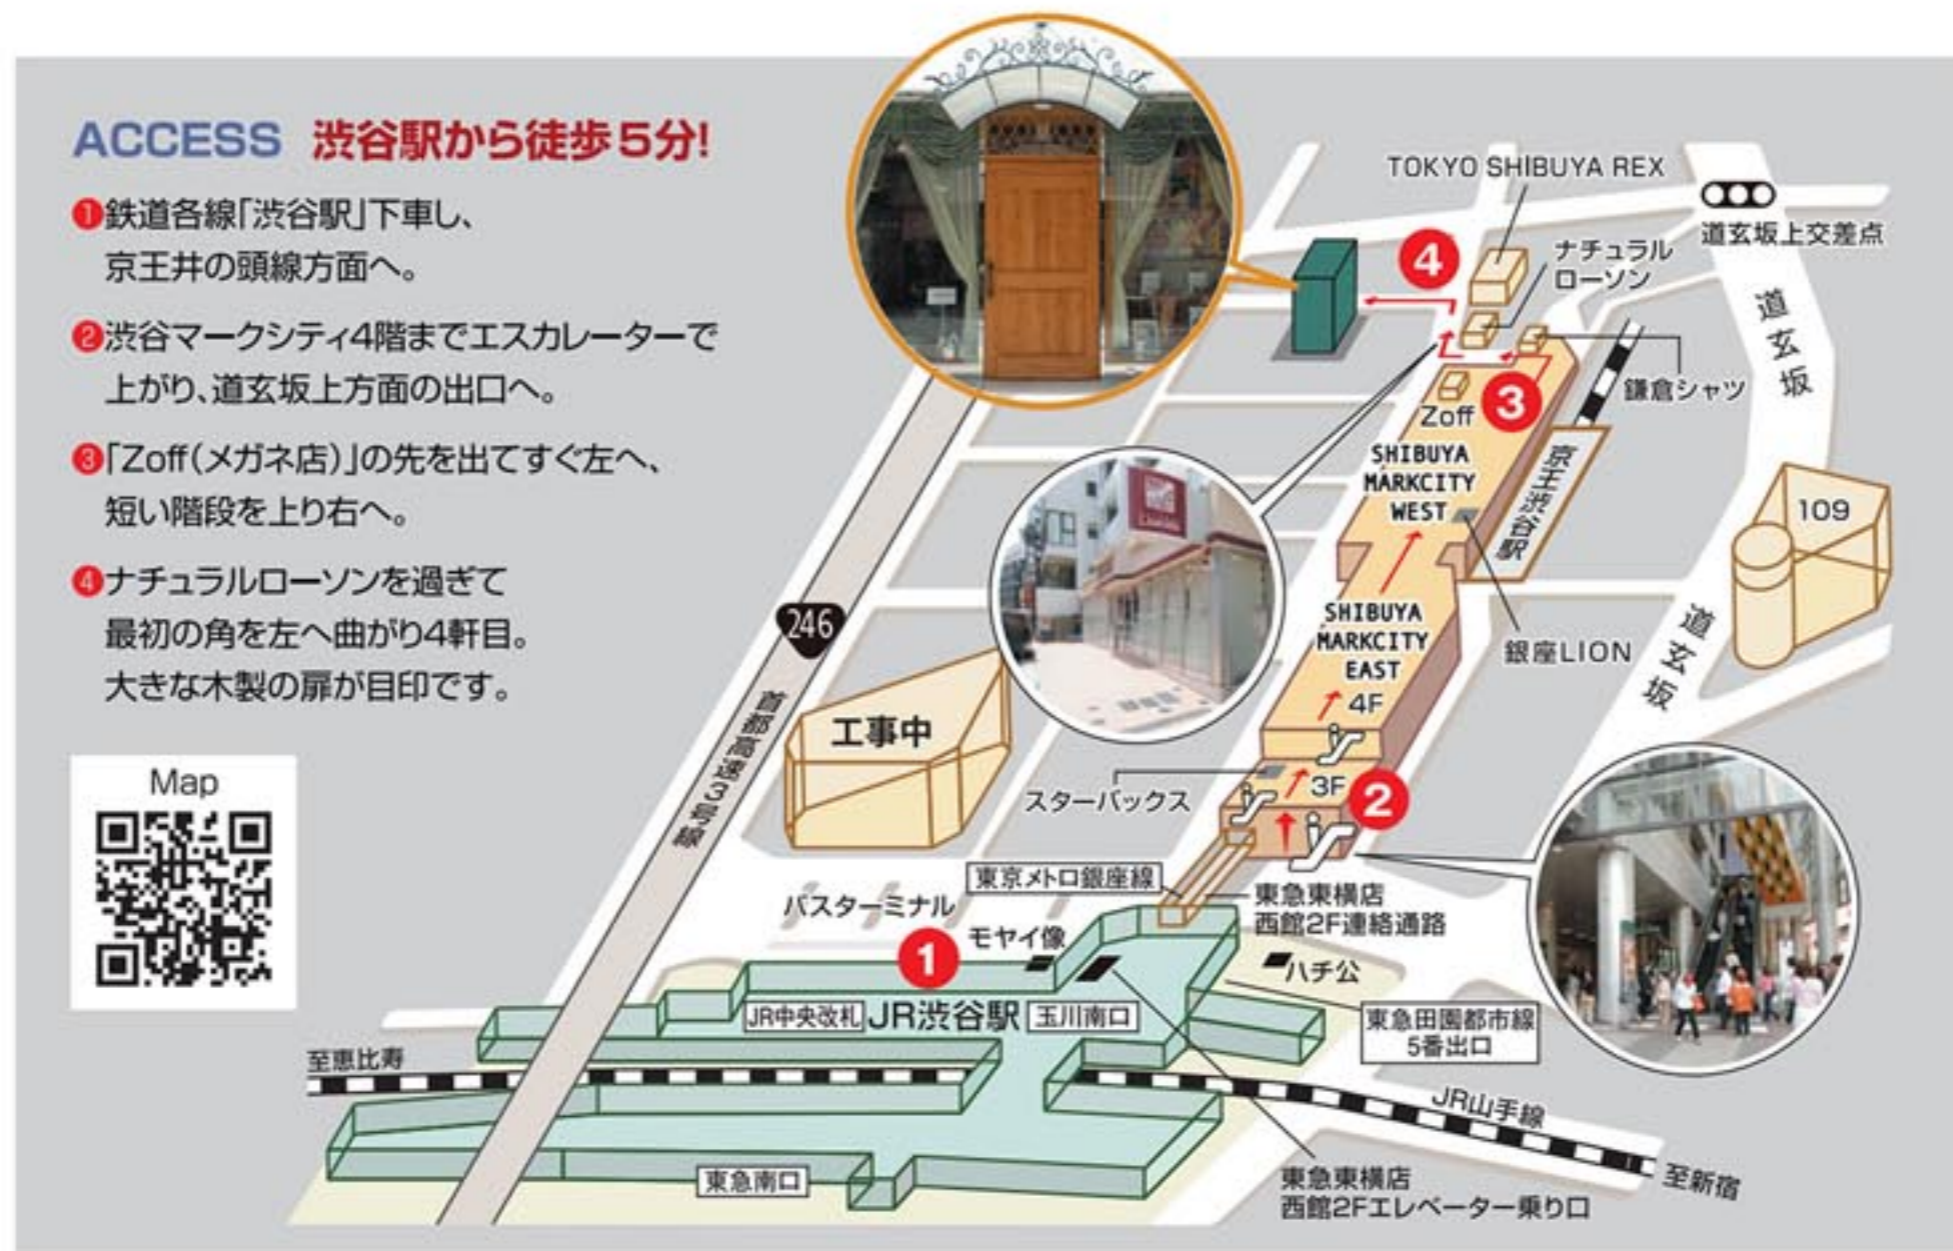 ACCESS 渋谷駅から徒歩5分!
❶鉄道各線「渋谷駅」下車し、
京王井の頭線方面へ。
❷渋谷マークシティ4階までエスカレーターで
上がり、道玄坂上方面の出口へ。
❸「Zoff(メガネ店)」の先を出てすぐ左へ、
短い階段を上り右へ。
❹ナチュラルローソンを過ぎて
最初の角を左へ曲がり4軒目。
大きな木製の扉が目印です。
Map
TOKYO SHIBUYA REX
道玄坂上交差点
ナチュラル
ローソン
4
道玄坂
鎌倉シャツ
3
Zoff
SHIBUYA
MARKCITY
WEST
京王渋谷駅
109
246
SHIBUYA
MARKCITY
EAST
銀座LION
道玄坂
4F
首都高速3号線
工事中
スターバックス
3F
2
東京メトロ銀座線
東急東横店
西館2F連絡通路
バスターミナル
1
モヤイ像
ハチ公
JR中央改札
JR渋谷駅
玉川南口
東急田園都市線
5番出口
至恵比寿
JR山手線
東急南口
東急東横店
西館2Fエレベーター乗り口
至新宿